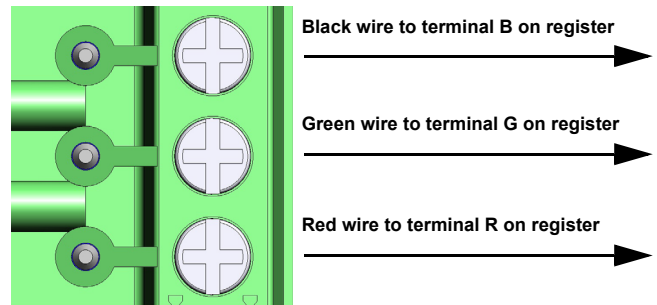 Black wire to terminal B on register
Green wire to terminal G on register
Red wire to terminal R on register